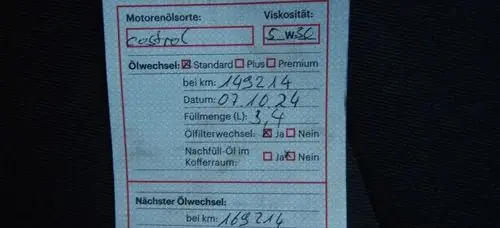 Motorenölsorte: Viskosität:
castrol 5 W30
Ölwechsel: Standard Plus Premium
bei km: 149214
Datum: 07.10.24
Füllmenge (L): 3,4
Ölfilterwechsel: Ja Nein
Nachfüll-Öl im
Kofferraum: Ja Nein
Nächster Ölwechsel:
bei km: 169214